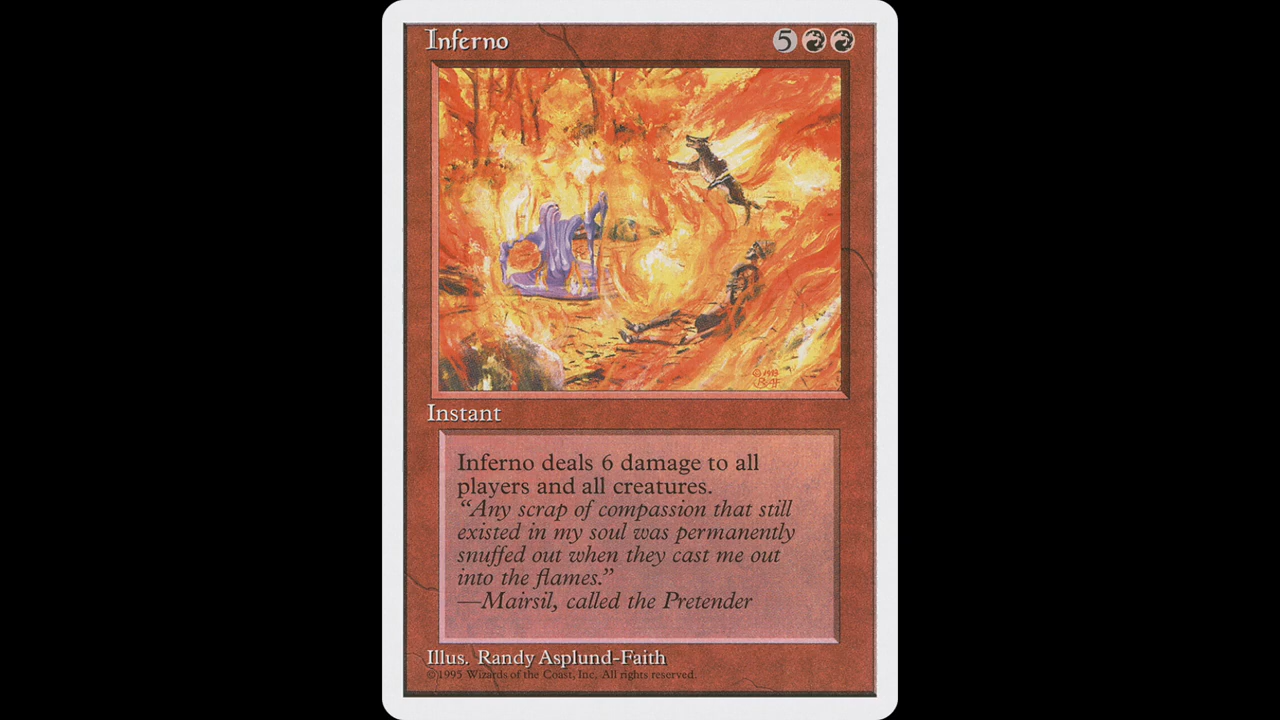 Inferno 5
Instant
Inferno deals 6 damage to all
players and all creatures.
“Any scrap of compassion that still
existed in my soul was permanently
snuffed out when they cast me out
into the flames.”
—Mairsil, called the Pretender
Illus. Randy Asplund-Faith
©1995 Wizards of the Coast, Inc. All rights reserved.